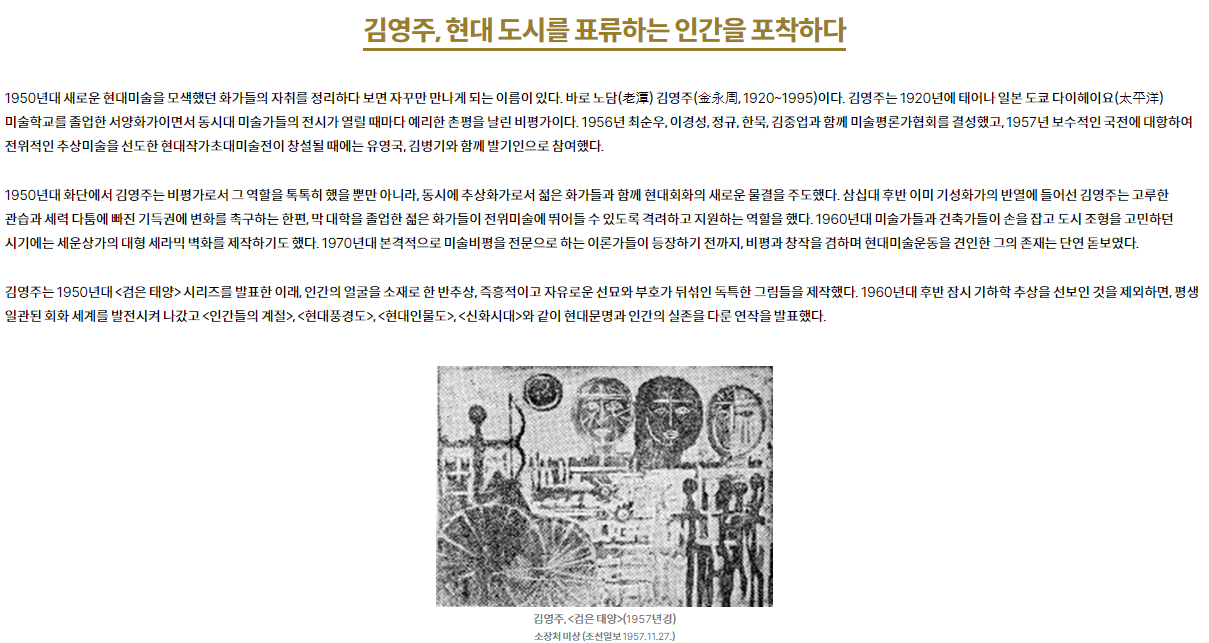 김영주, 현대 도시를 표류하는 인간을 포착하다
1950년대 새로운 현대미술을 모색했던 화가들의 자취를 정리하다 보면 자꾸만 만나게 되는 이름이 있다. 바로 노담(老潭) 김영주(金永周, 1920~1995)이다. 김영주는 1920년에 태어나 일본 도쿄 다이헤이요(太平洋)
미술학교를 졸업한 서양화가이면서 동시대 미술가들의 전시가 열릴 때마다 예리한 촌평을 날린 비평가이다. 1956년 최순우, 이경성, 정규, 한묵, 김중업과 함께 미술평론가협회를 결성했고, 1957년 보수적인 국전에 대항하여
전위적인 추상미술을 선도한 현대작가초대미술전이 창설될 때에는 유영국, 김병기와 함께 발기인으로 참여했다.
1950년대 화단에서 김영주는 비평가로서 그 역할을 톡톡히 했을 뿐만 아니라, 동시에 추상화가로서 젊은 화가들과 함께 현대회화의 새로운 물결을 주도했다. 삼십대 후반 이미 기성화가의 반열에 들어선 김영주는 고루한
관습과 세력 다툼에 빠진 기득권에 변화를 촉구하는 한편, 막 대학을 졸업한 젊은 화가들이 전위미술에 뛰어들 수 있도록 격려하고 지원하는 역할을 했다. 1960년대 미술가들과 건축가들이 손을 잡고 도시 조형을 고민하던
시기에는 세운상가의 대형 세라믹 벽화를 제작하기도 했다. 1970년대 본격적으로 미술비평을 전문으로 하는 이론가들이 등장하기 전까지, 비평과 창작을 겸하며 현대미술운동을 견인한 그의 존재는 단연 돋보였다.
김영주는 1950년대 <검은 태양> 시리즈를 발표한 이래, 인간의 얼굴을 소재로 한 반추상, 즉흥적이고 자유로운 선묘와 부호가 뒤섞인 독특한 그림들을 제작했다. 1960년대 후반 잠시 기하학 추상을 선보인 것을 제외하면, 평생
일관된 회화 세계를 발전시켜 나갔고 <인간들의 계절>, <현대풍경도>, <현대인물도>, <신화시대>와 같이 현대문명과 인간의 실존을 다룬 연작을 발표했다.
김영주, <검은 태양>(1957년경)
소장처 미상 (조선일보 1957.11.27.)